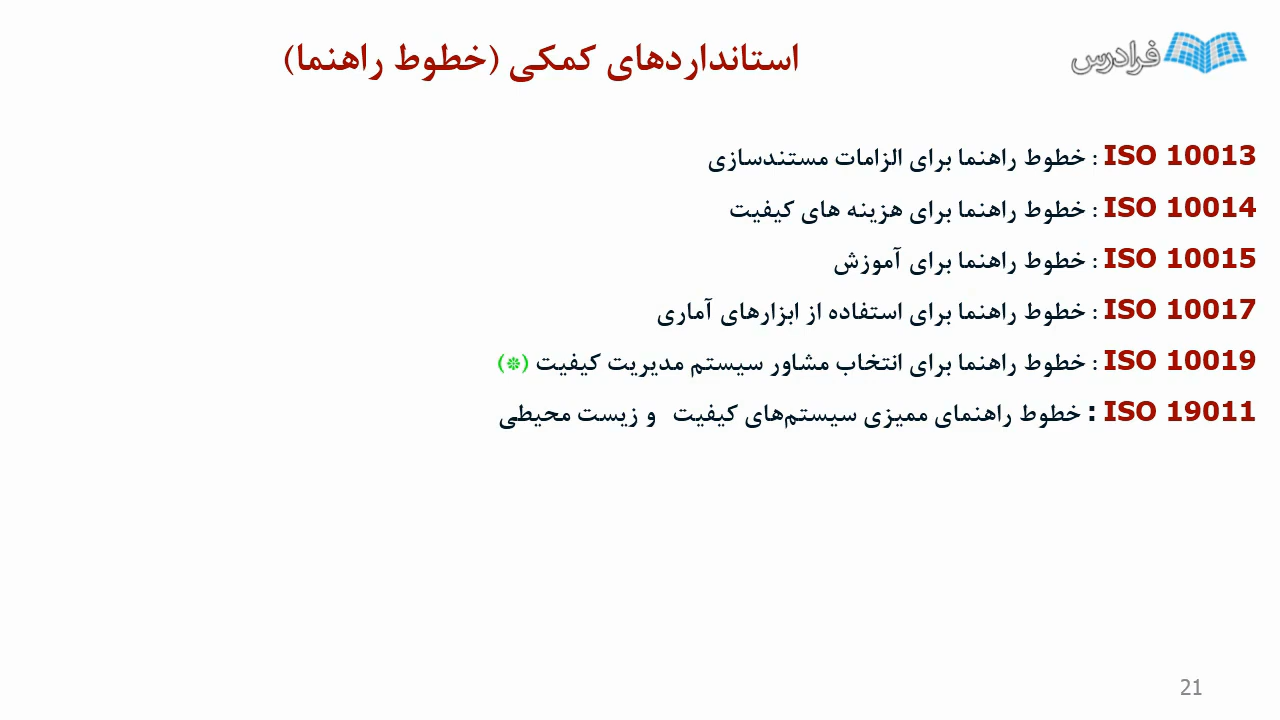 استانداردهای کمکی (خطوط راهنما)
فرادرس
ISO 10013 : خطوط راهنما برای الزامات مستندسازی
ISO 10014 : خطوط راهنما برای هزینه های کیفیت
ISO 10015 : خطوط راهنما برای آموزش
ISO 10017 : خطوط راهنما برای استفاده از ابزارهای آماری
ISO 10019 : خطوط راهنما برای انتخاب مشاور سیستم مدیریت کیفیت (*)
ISO 19011 : خطوط راهنمای ممیزی سیستم‌های کیفیت و زیست محیطی
21